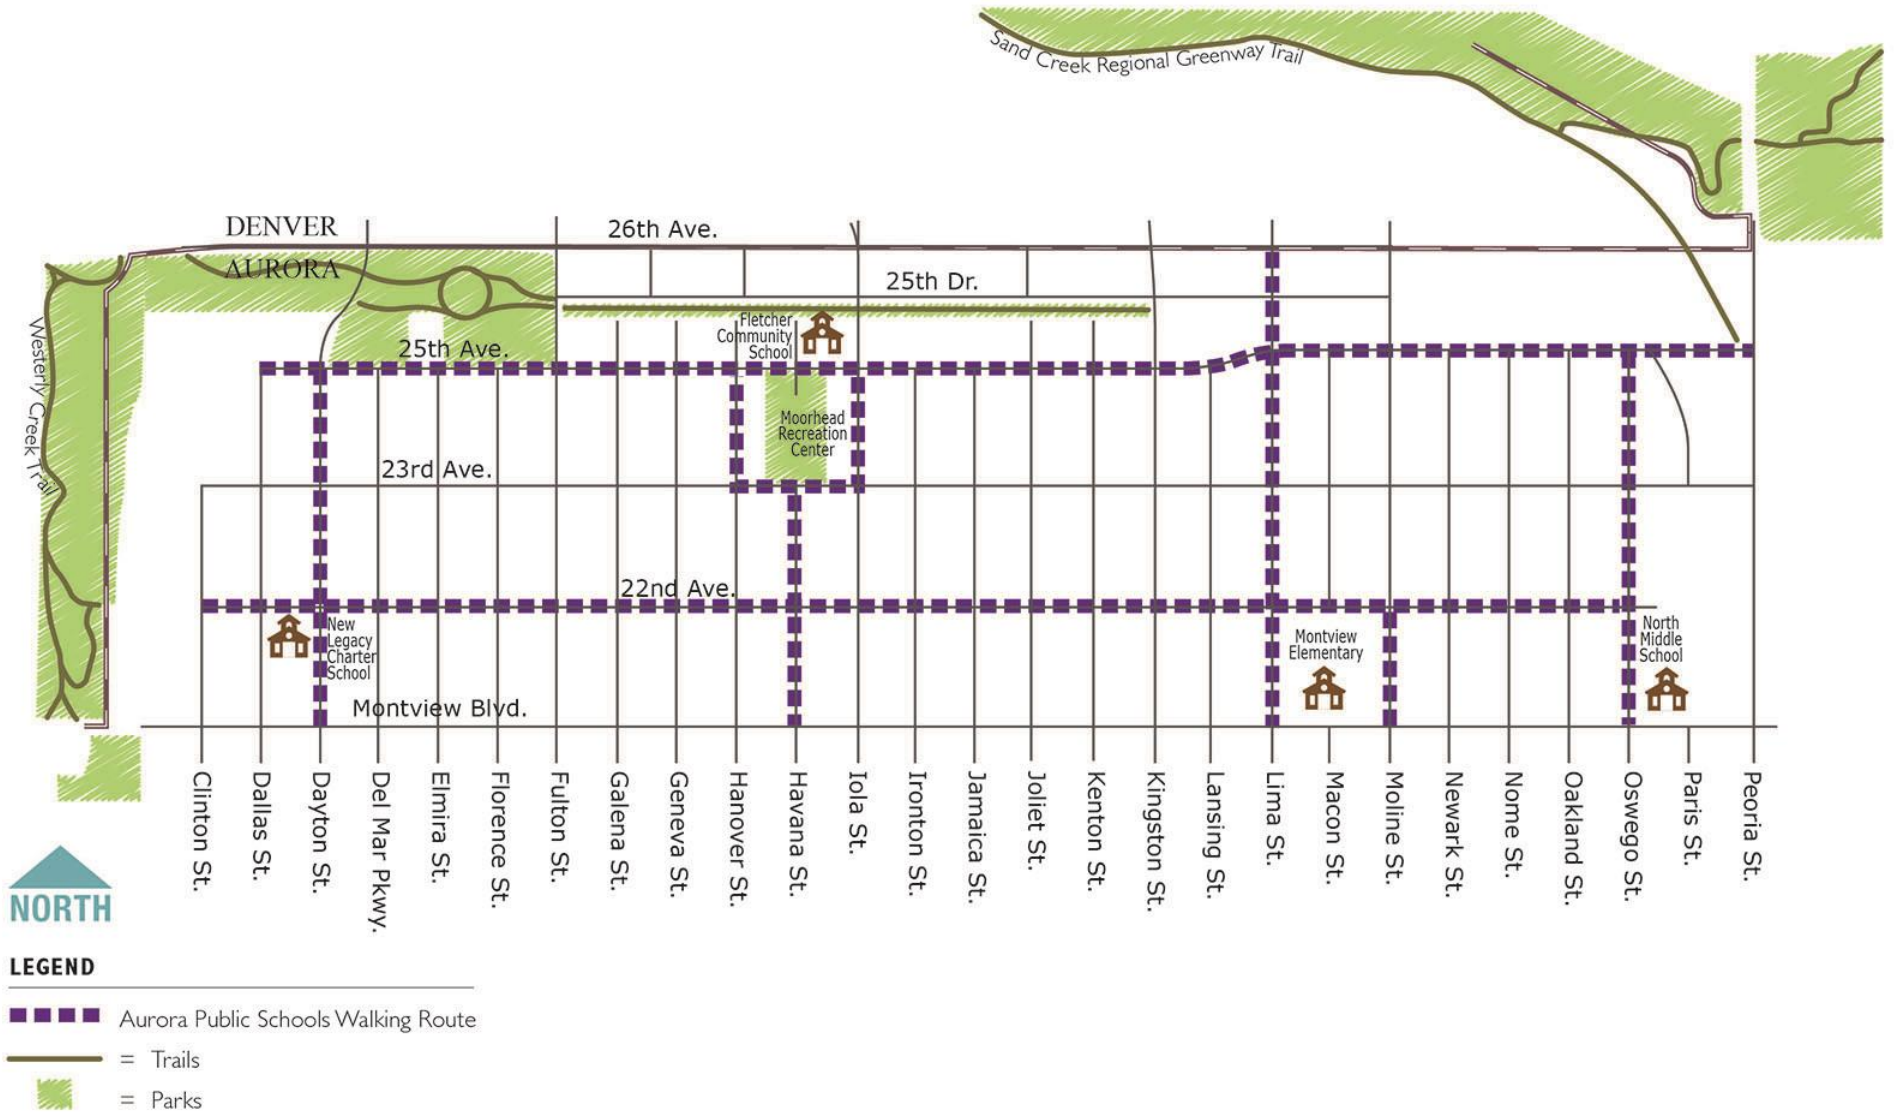 Sand Creek Regional Greenway Trail
DENVER
26th Ave.
AURORA
25th Dr.
Westerly Creek Trail
Fletcher
Community
School
25th Ave.
Moorhead
Recreation
Center
23rd Ave.
22nd Ave.
New
Legacy
Charter
School
Montview
Elementary
North
Middle
School
Montview Blvd.
Clinton St.
Dallas St.
Dayton St.
Del Mar Pkwy.
Elmira St.
Florence St.
Fulton St.
Galena St.
Geneva St.
Hanover St.
Havana St.
Iola St.
Ironton St.
Jamaica St.
Joliet St.
Kenton St.
Kingston St.
Lansing St.
Lima St.
Macon St.
Moline St.
Newark St.
Nome St.
Oakland St.
Oswego St.
Paris St.
Peoria St.
NORTH
LEGEND
Aurora Public Schools Walking Route
= Trails
= Parks